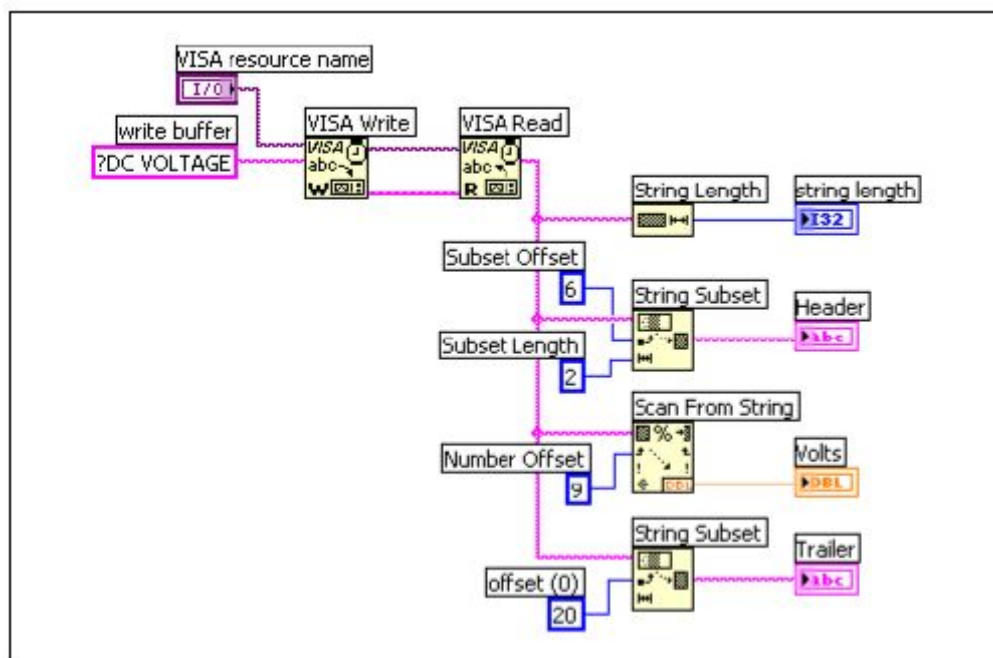 VISA resource name
I/O
write buffer
?DC VOLTAGE
VISA Write
VISA
abc
W
VISA Read
VISA
abc
R
String Length
string length
I32
Subset Offset
6
String Subset
Header
abc
Subset Length
2
Scan From String
%
! !
DBL
Number Offset
9
Volts
DBL
String Subset
Trailer
abc
offset (0)
20